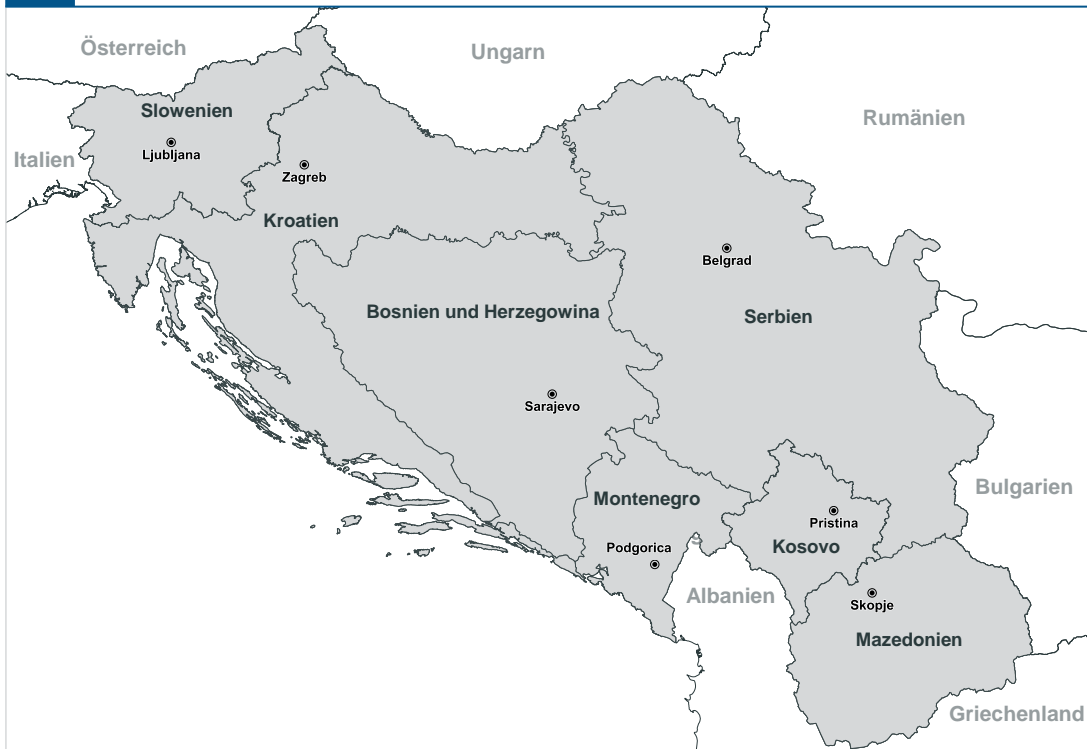 Österreich
Ungarn
Slowenien
Rumänien
Italien
Ljubljana
Zagreb
Kroatien
Belgrad
Bosnien und Herzegowina
Serbien
Sarajevo
Montenegro
Bulgarien
Pristina
Podgorica
Kosovo
Albanien
Skopje
Mazedonien
Griechenland